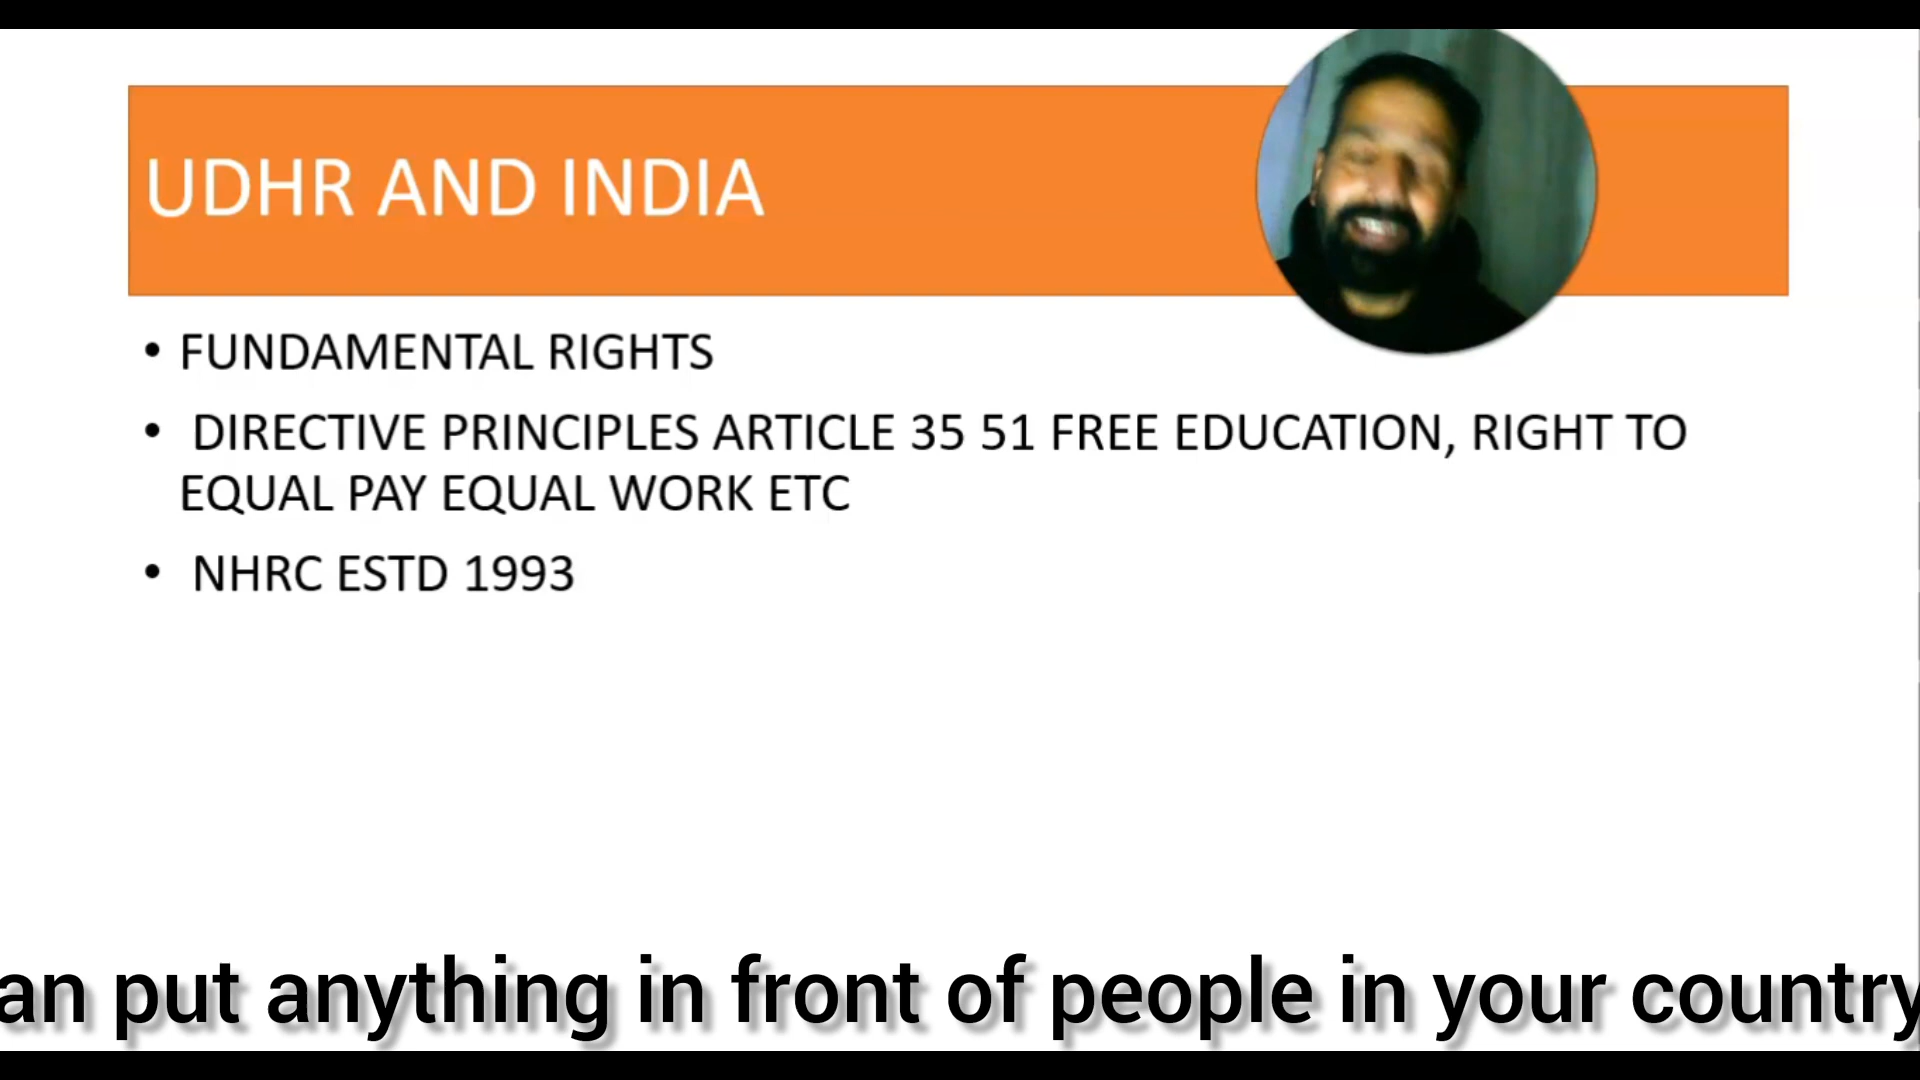 UDHR AND INDIA
• FUNDAMENTAL RIGHTS
• DIRECTIVE PRINCIPLES ARTICLE 35 51 FREE EDUCATION, RIGHT TO
EQUAL PAY EQUAL WORK ETC
• NHRC ESTD 1993
an put anything in front of people in your country